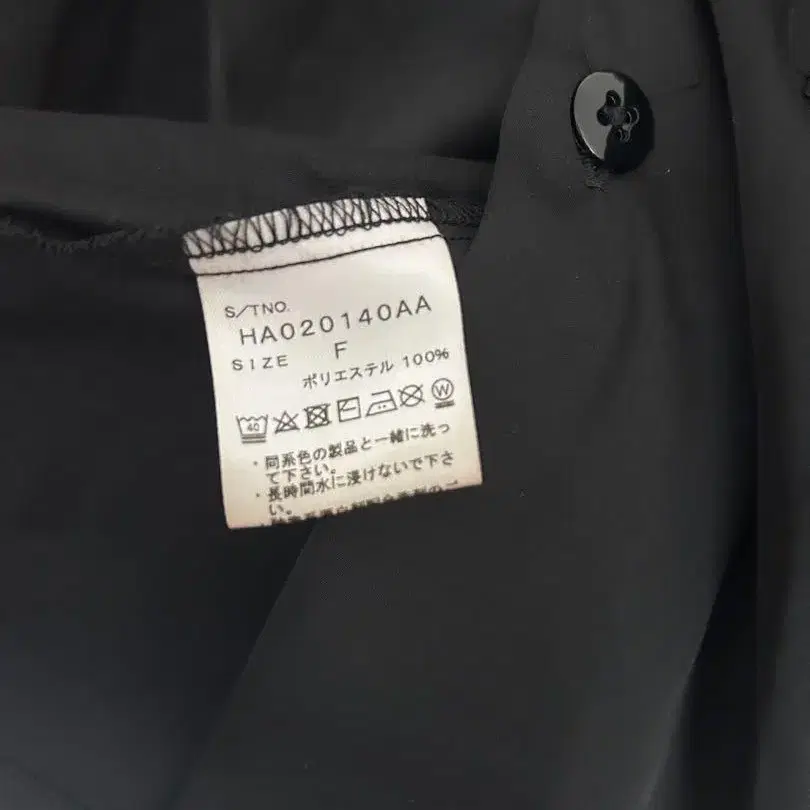 S/TNO.
HA020140AA
SIZE F
ポリエステル 100%
40 W
・同系色の製品と一緒に洗っ
て下さい。
・長時間水に浸けないで下さ
い。